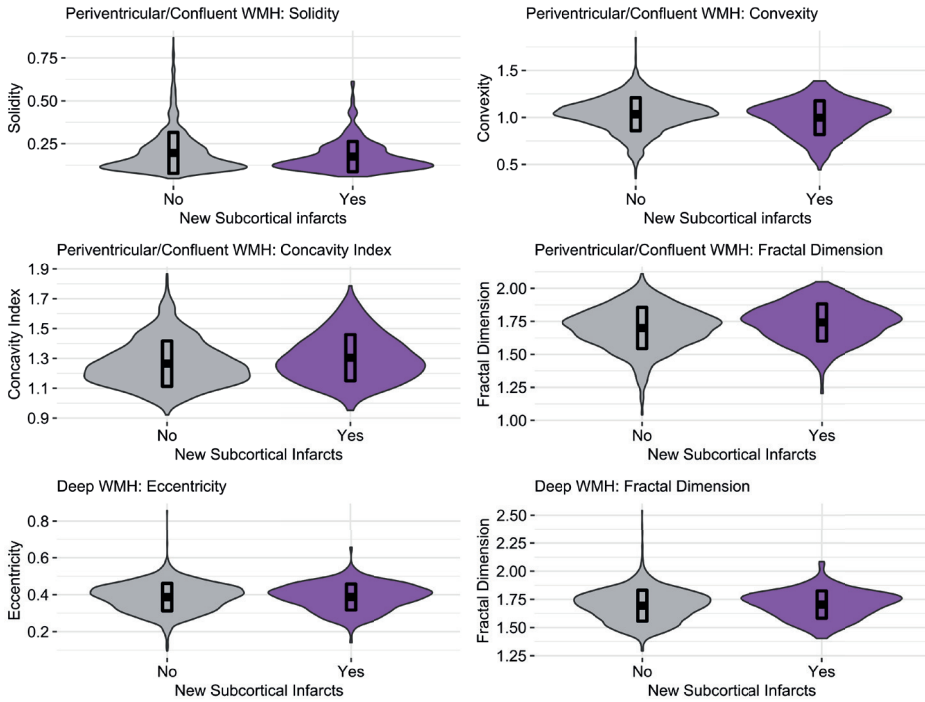 Periventricular/Confluent WMH: Solidity
0.75
0.50
0.25
Solidity
No
Yes
New Subcortical infarcts
Periventricular/Confluent WMH: Convexity
1.5
1.0
0.5
Convexity
No
Yes
New Subcortical infarcts
Periventricular/Confluent WMH: Concavity Index
1.9
1.7
1.5
1.3
1.1
0.9
Concavity Index
No
Yes
New Subcortical Infarcts
Periventricular/Confluent WMH: Fractal Dimension
2.00
1.75
1.50
1.25
1.00
Fractal Dimension
No
Yes
New Subcortical Infarcts
Deep WMH: Eccentricity
0.8
0.6
0.4
0.2
Eccentricity
No
Yes
New Subcortical Infarcts
Deep WMH: Fractal Dimension
2.50
2.25
2.00
1.75
1.50
1.25
Fractal Dimension
No
Yes
New Subcortical Infarcts